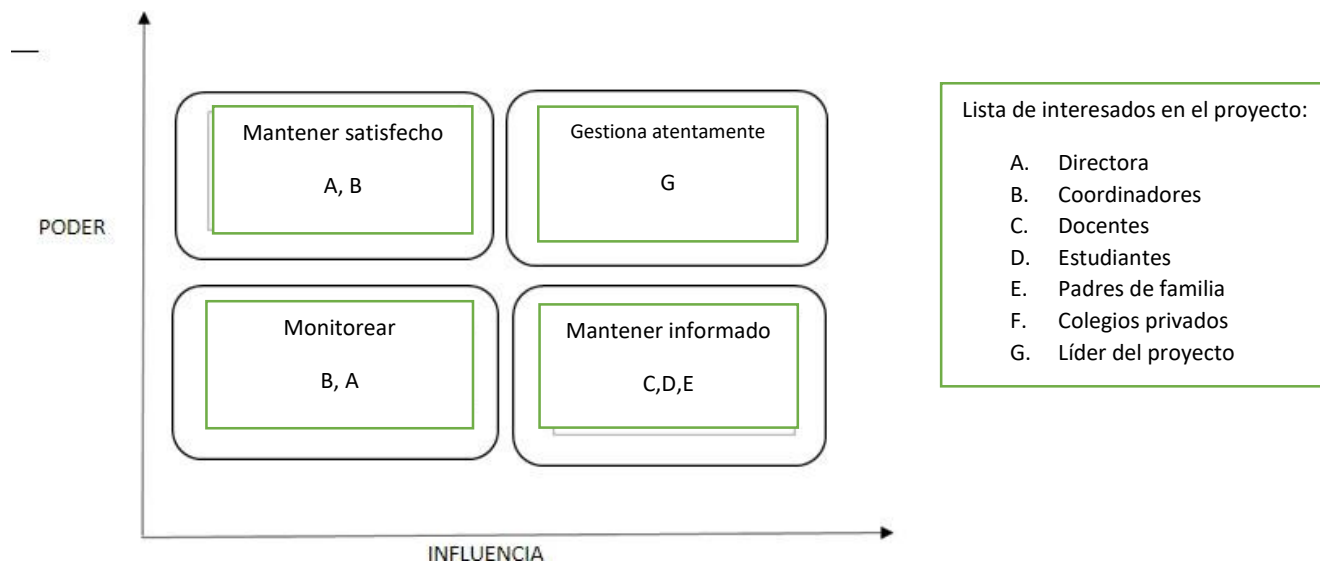 PODER
Mantener satisfecho
A, B
Gestiona atentamente
G
Monitorear
B, A
Mantener informado
C,D,E
INFLUENCIA
Lista de interesados en el proyecto:
A. Directora
B. Coordinadores
C. Docentes
D. Estudiantes
E. Padres de familia
F. Colegios privados
G. Líder del proyecto